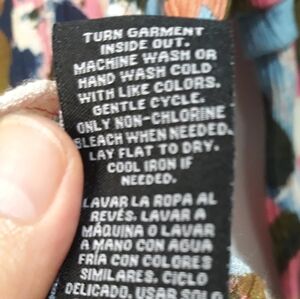 TURN GARMENT
INSIDE OUT.
MACHINE WASH OR
HAND WASH COLD
WITH LIKE COLORS.
GENTLE CYCLE.
ONLY NON-CHLORINE
BLEACH WHEN NEEDED.
LAY FLAT TO DRY.
COOL IRON IF
NEEDED.
LAVAR LA ROPA AL
REVÉS. LAVAR A
MÁQUINA O LAVAR
A MANO CON AGUA
FRÍA CON COLORES
SIMILARES. CICLO
DELICADO. USAR SOLO